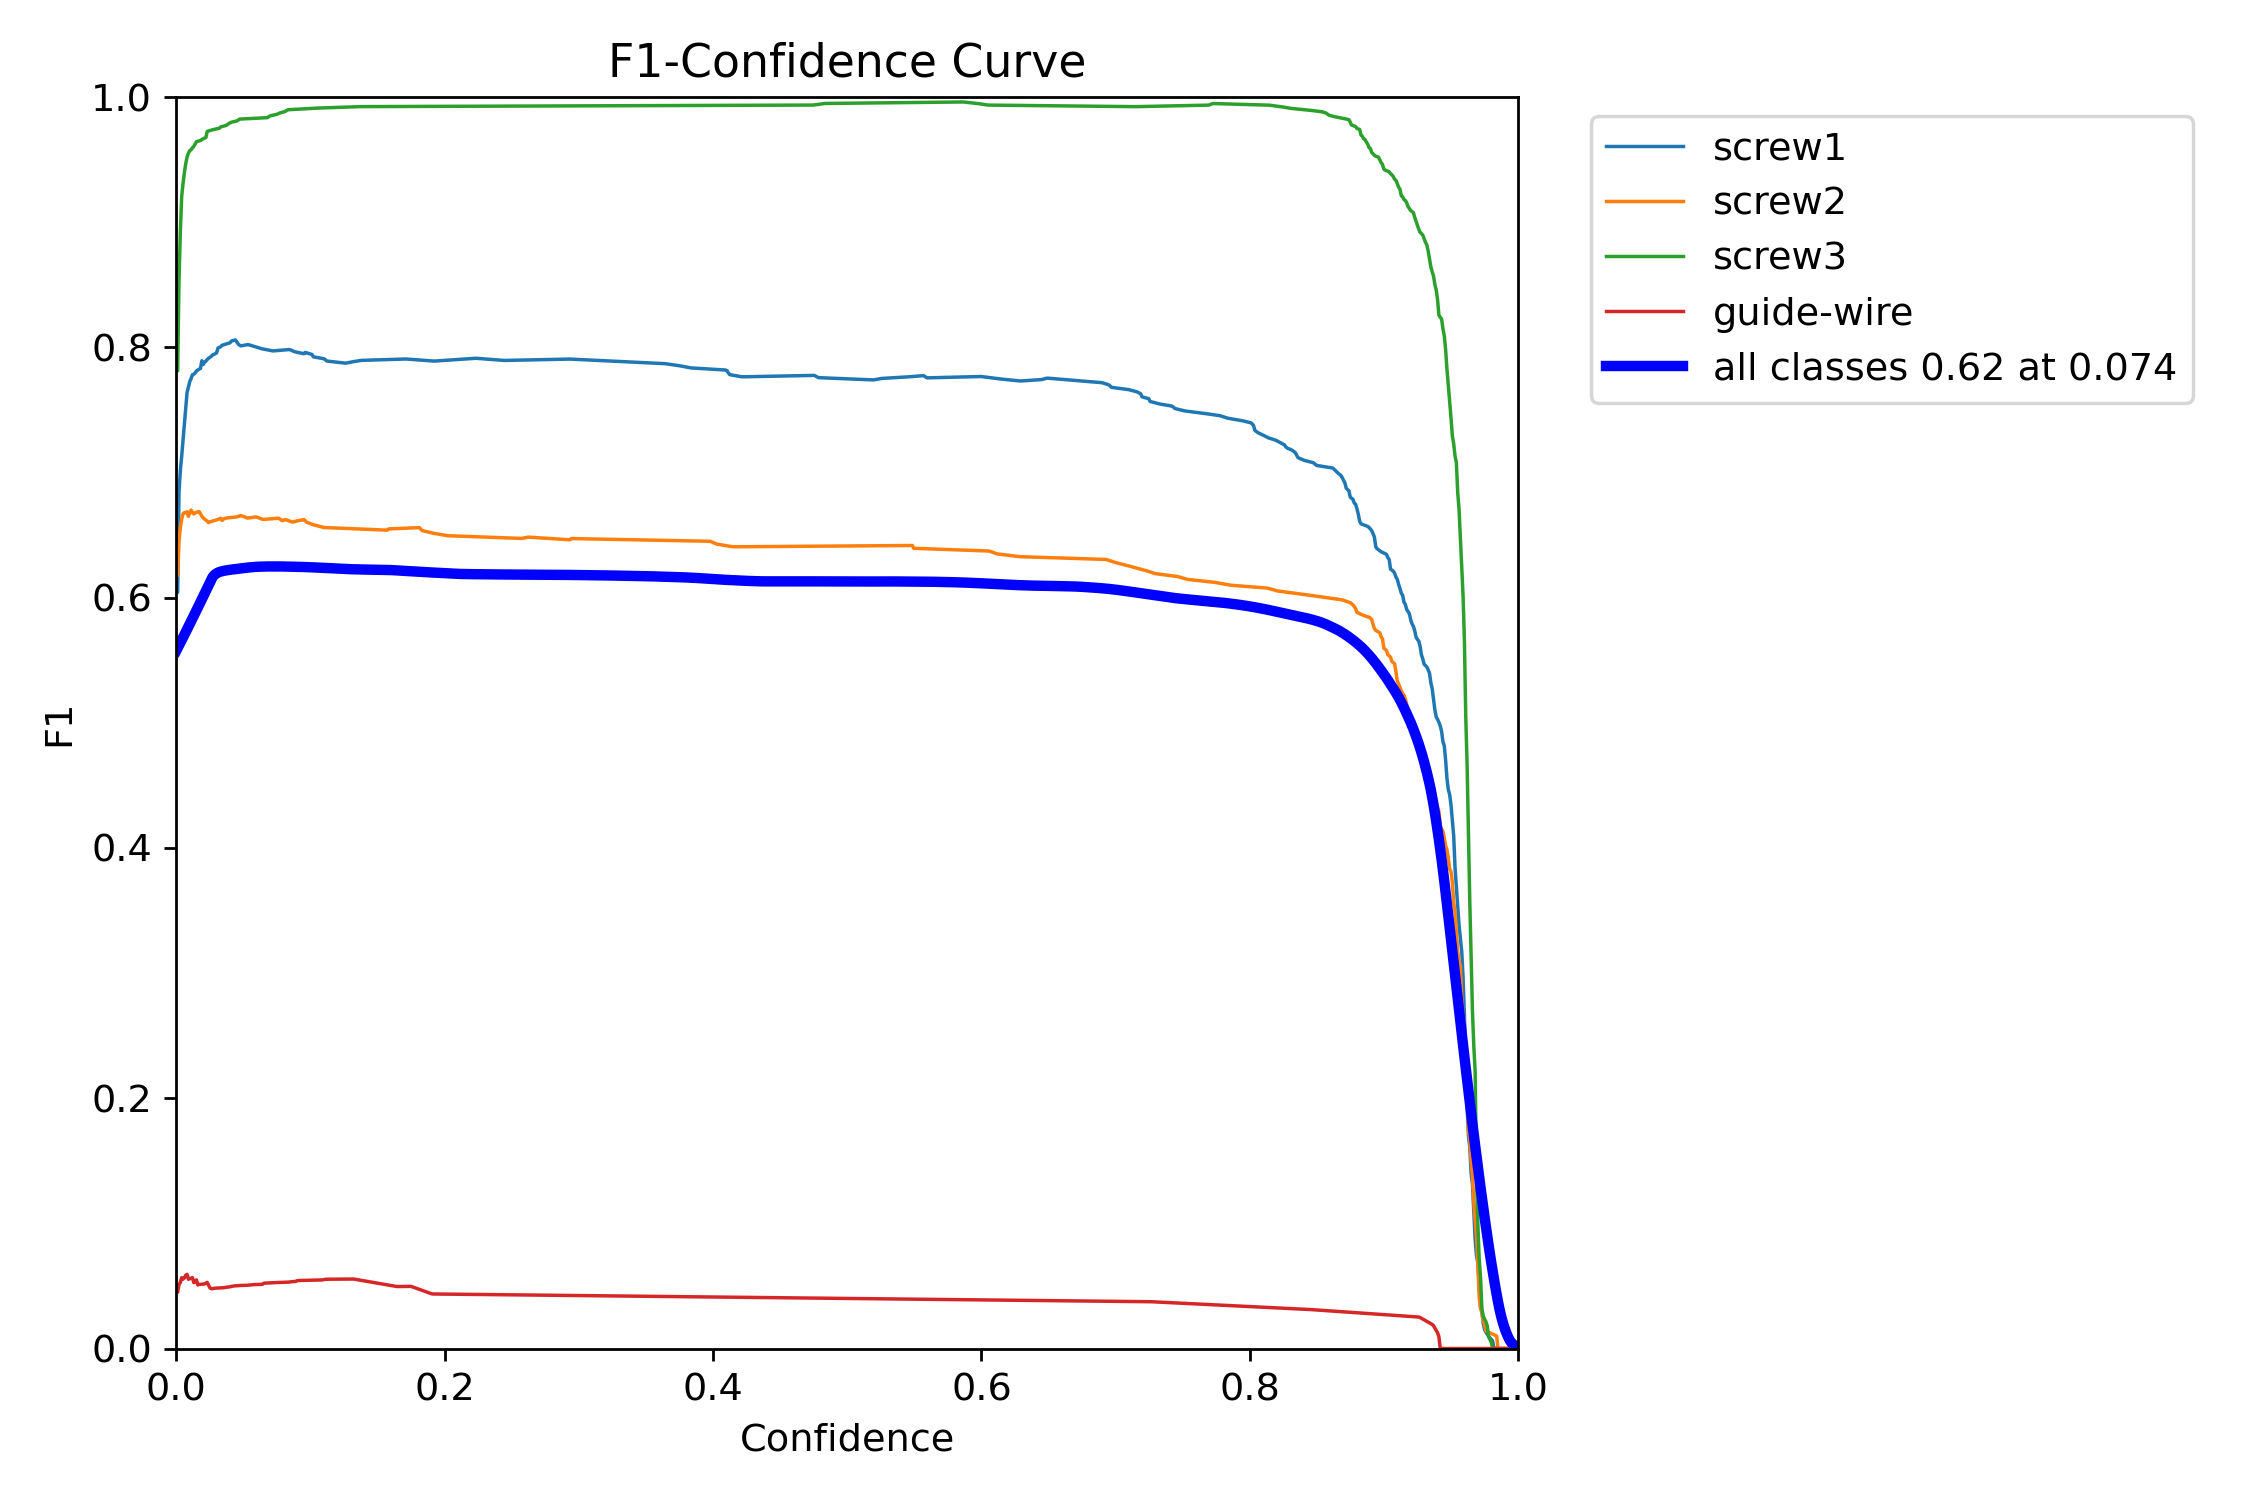 F1-Confidence Curve
1.0
0.8
0.6
0.4
0.2
0.0
F1
0.0 0.2 0.4 0.6 0.8 1.0
Confidence
screw1
screw2
screw3
guide-wire
all classes 0.62 at 0.074